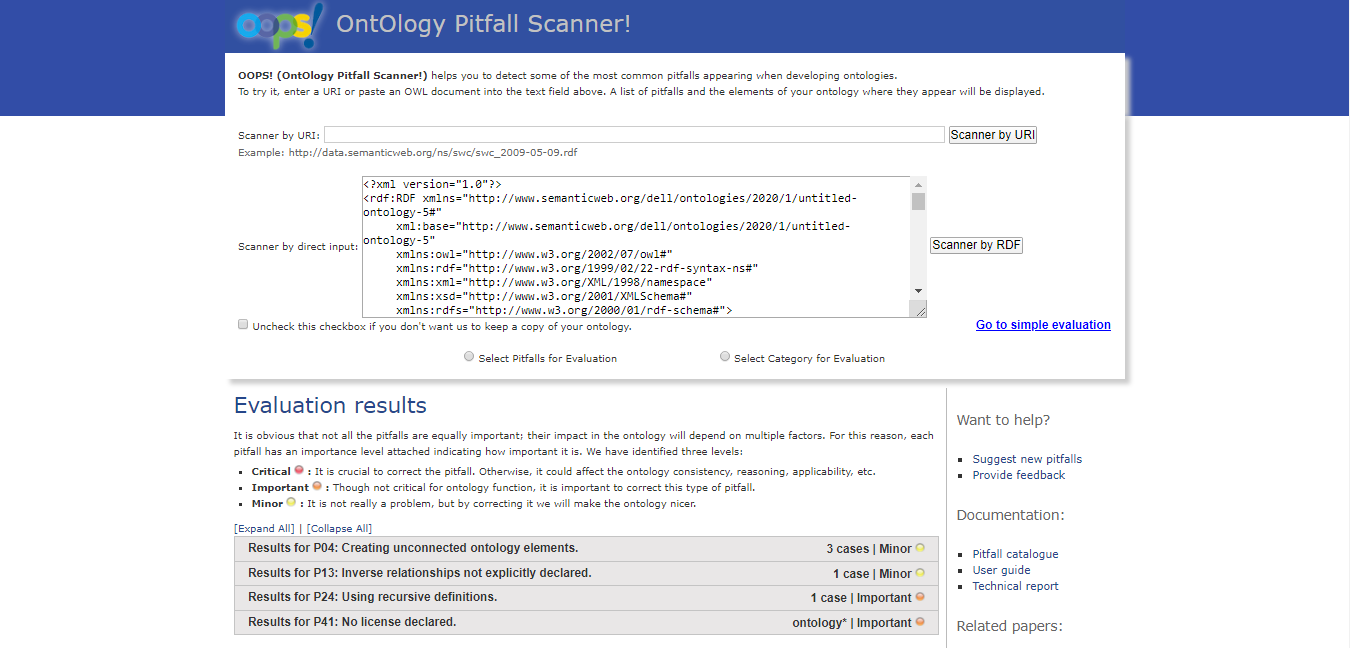 oops! OntOlogy Pitfall Scanner!
OOPS! (OntOlogy Pitfall Scanner!) helps you to detect some of the most common pitfalls appearing when developing ontologies.
To try it, enter a URI or paste an OWL document into the text field above. A list of pitfalls and the elements of your ontology where they appear will be displayed.
Scanner by URI: Scanner by URI
Example: http://data.semanticweb.org/ns/swc/swc_2009-05-09.rdf
<?xml version="1.0"?>
<rdf:RDF xmlns="http://www.semanticweb.org/dell/ontologies/2020/1/untitled-
ontology-5#"
xml:base="http://www.semanticweb.org/dell/ontologies/2020/1/untitled-
Scanner by direct input: ontology-5" Scanner by RDF
xmlns:owl="http://www.w3.org/2002/07/owl#"
xmlns:rdf="http://www.w3.org/1999/02/22-rdf-syntax-ns#"
xmlns:xml="http://www.w3.org/XML/1998/namespace"
xmlns:xsd="http://www.w3.org/2001/XMLSchema#"
xmlns:rdfs="http://www.w3.org/2000/01/rdf-schema#">
Uncheck this checkbox if you don't want us to keep a copy of your ontology. Go to simple evaluation
Select Pitfalls for Evaluation Select Category for Evaluation
Evaluation results
It is obvious that not all the pitfalls are equally important; their impact in the ontology will depend on multiple factors. For this reason, each
pitfall has an importance level attached indicating how important it is. We have identified three levels:
Critical : It is crucial to correct the pitfall. Otherwise, it could affect the ontology consistency, reasoning, applicability, etc.
Important : Though not critical for ontology function, it is important to correct this type of pitfall.
Minor : It is not really a problem, but by correcting it we will make the ontology nicer.
[Expand All] | [Collapse All]
Results for P04: Creating unconnected ontology elements. 3 cases | Minor
Results for P13: Inverse relationships not explicitly declared. 1 case | Minor
Results for P24: Using recursive definitions. 1 case | Important
Results for P41: No license declared. ontology* | Important
Want to help?
Suggest new pitfalls
Provide feedback
Documentation:
Pitfall catalogue
User guide
Technical report
Related papers: